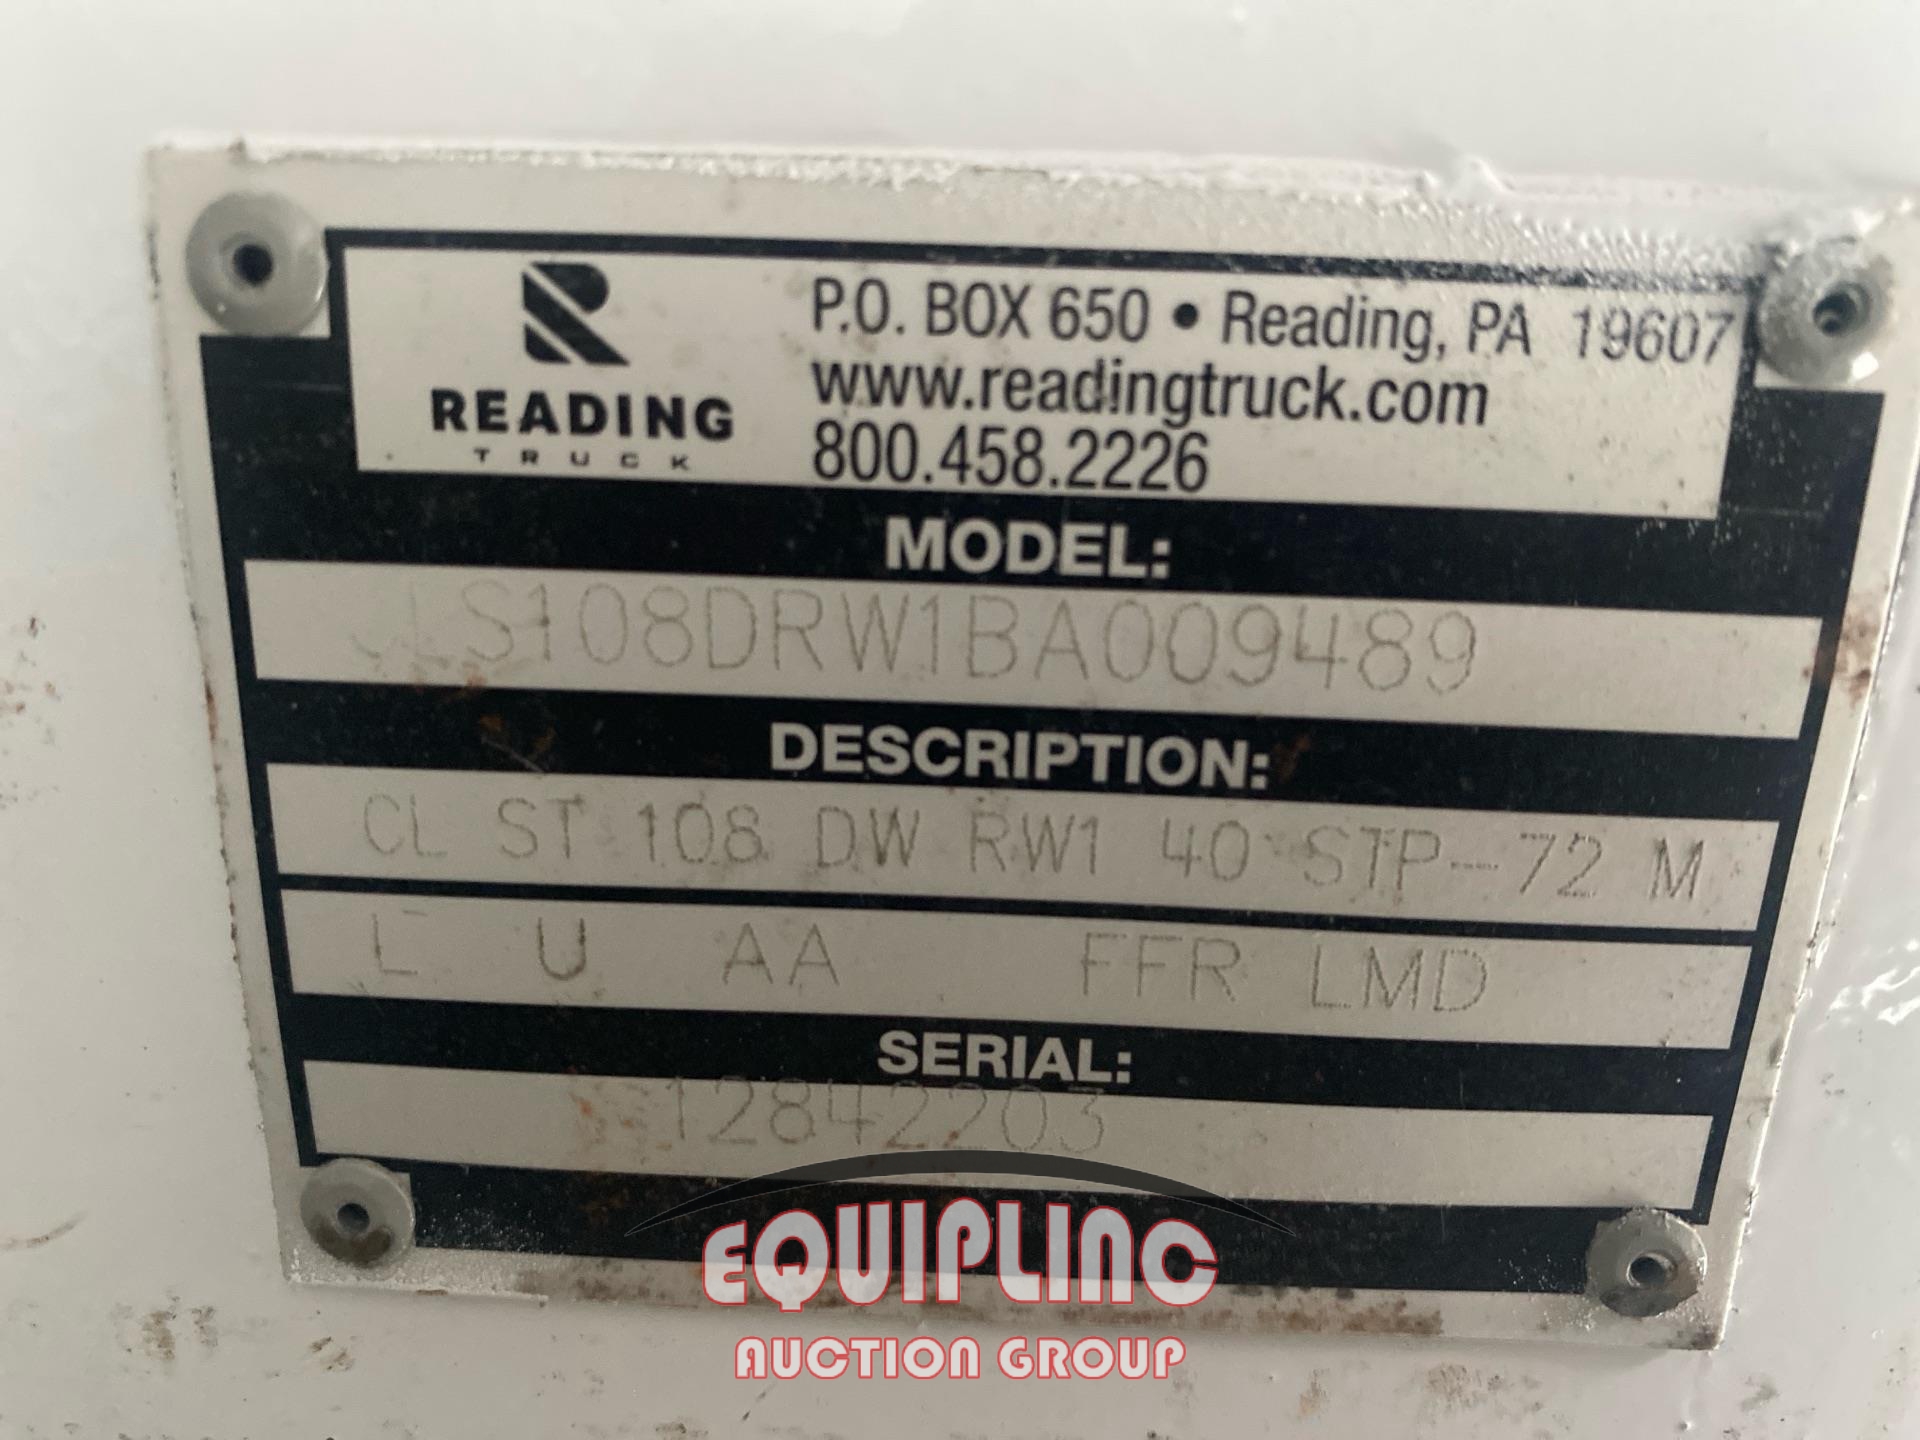 READING
TRUCK
P.O. BOX 650 • Reading, PA 19607
www.readingtruck.com
800.458.2226
MODEL:
CLS108DRW1BA009489
DESCRIPTION:
CL ST 108 DW RW1 40 STP-72 M
L U AA FFR LMD
SERIAL:
12842203
EQUIPLINC
AUCTION GROUP